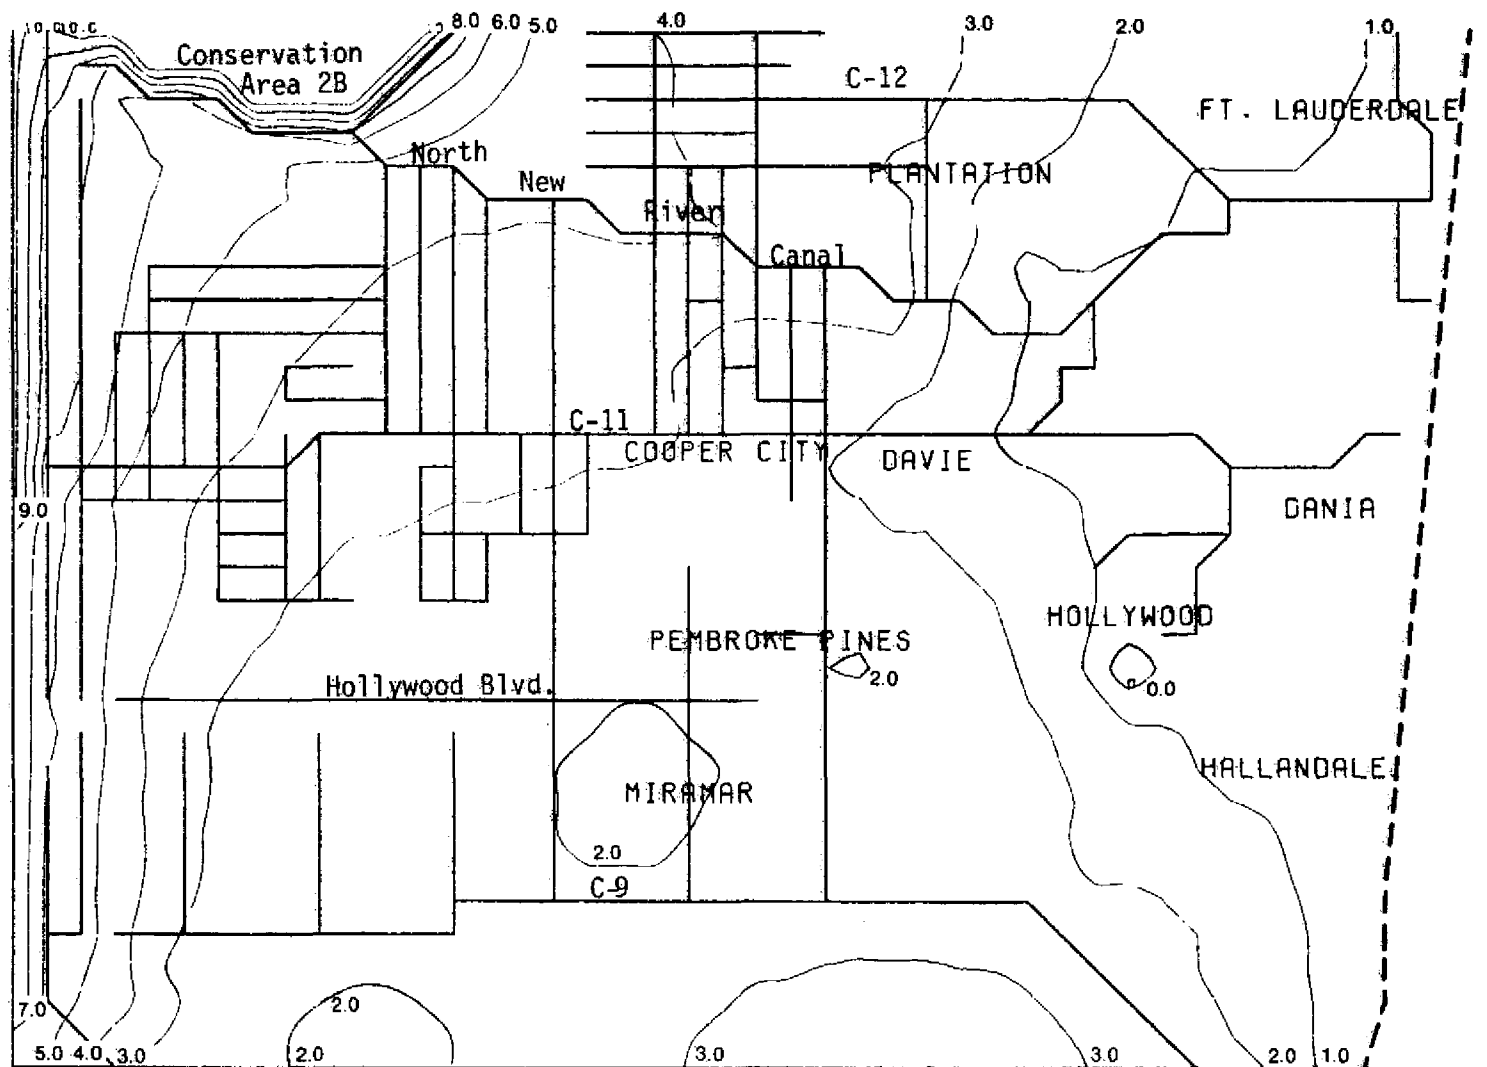 8.0 6.0 5.0 4.0 3.0 2.0 1.0
Conservation
Area 2B
C-12
FT. LAUDERDALE
North
PLANTATION
New
River
Canal
C-11
COOPER CITY
DAVIE
9.0
DANIA
HOLLYWOOD
PEMBROKE PINES
2.0
0.0
Hollywood Blvd.
HALLANDALE
MIRAMAR
2.0
C-9
2.0
7.0
5.0 4.0 3.0 2.0 3.0 3.0 2.0 1.0